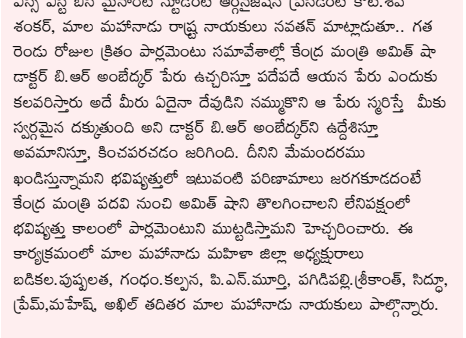 ఎస్సీ ఎస్టీ బీసీ మైనారిటీ స్టూడెంట్ ఆర్గనైజేషన్ ప్రెసిడెంట్ కోట.శివ
శంకర్, మాల మహానాడు రాష్ట్ర నాయకులు నవతన్ మాట్లాడుతూ.. గత
రెండు రోజుల క్రితం పార్లమెంటు సమావేశాల్లో కేంద్ర మంత్రి అమిత్ షా
డాక్టర్ బి.ఆర్ అంబేద్కర్ పేరు ఉచ్చరిస్తూ పదేపదే ఆయన పేరు ఎందుకు
కలవరిస్తారు అదే మీరు ఏదైనా దేవుడిని నమ్ముకొని ఆ పేరు స్మరిస్తే మీకు
స్వర్గమైన దక్కుతుంది అని డాక్టర్ బి.ఆర్ అంబేద్కర్‌ని ఉద్దేశిస్తూ
అవమానిస్తూ, కించపరచడం జరిగింది. దీనిని మేమందరము
ఖండిస్తున్నామని భవిష్యత్తులో ఇటువంటి పరిణామాలు జరగకూడదంటే
కేంద్ర మంత్రి పదవి నుంచి అమిత్ షాని తొలగించాలని లేనిపక్షంలో
భవిష్యత్తు కాలంలో పార్లమెంటుని ముట్టడిస్తామని హెచ్చరించారు. ఈ
కార్యక్రమంలో మాల మహానాడు మహిళా జిల్లా అధ్యక్షురాలు
బడికల.పుష్పలత, గంధం.కల్పన, పి.ఎన్.మూర్తి, పగిడిపల్లి.శ్రీకాంత్, సిద్ధూ,
ప్రేమ్,మహేష్, అఖిల్ తదితర మాల మహానాడు నాయకులు పాల్గొన్నారు.